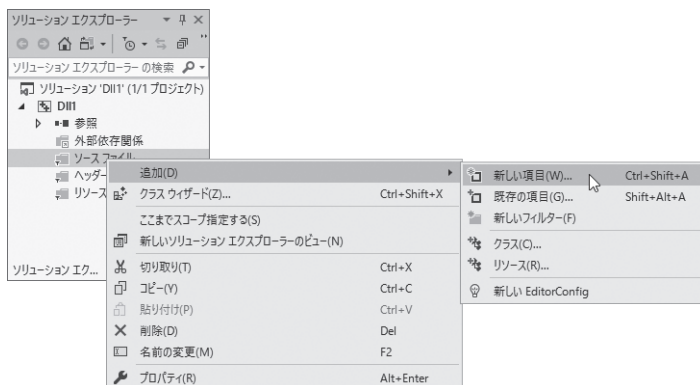 ソリューション エクスプローラー
ソリューション エクスプローラー の検索
ソリューション 'Dll1' (1/1 プロジェクト)
Dll1
参照
外部依存関係
ソース ファイル
ヘッダー
リソース
ソリューション エク...
追加(D)
クラス ウィザード(Z)... Ctrl+Shift+X
ここまでスコープ指定する(S)
新しいソリューション エクスプローラーのビュー(N)
切り取り(T) Ctrl+X
コピー(Y) Ctrl+C
貼り付け(P) Ctrl+V
削除(D) Del
名前の変更(M) F2
プロパティ(R) Alt+Enter
新しい項目(W)... Ctrl+Shift+A
既存の項目(G)... Shift+Alt+A
新しいフィルター(F)
クラス(C)...
リソース(R)...
新しい EditorConfig